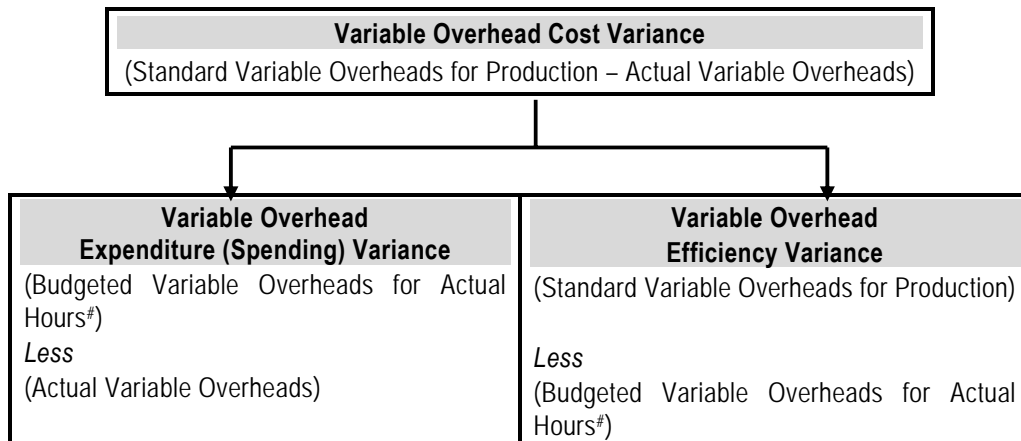 Variable Overhead Cost Variance
(Standard Variable Overheads for Production – Actual Variable Overheads)
Variable Overhead
Expenditure (Spending) Variance
(Budgeted Variable Overheads for Actual
Hours#)
Less
(Actual Variable Overheads)
Variable Overhead
Efficiency Variance
(Standard Variable Overheads for Production)
Less
(Budgeted Variable Overheads for Actual
Hours#)